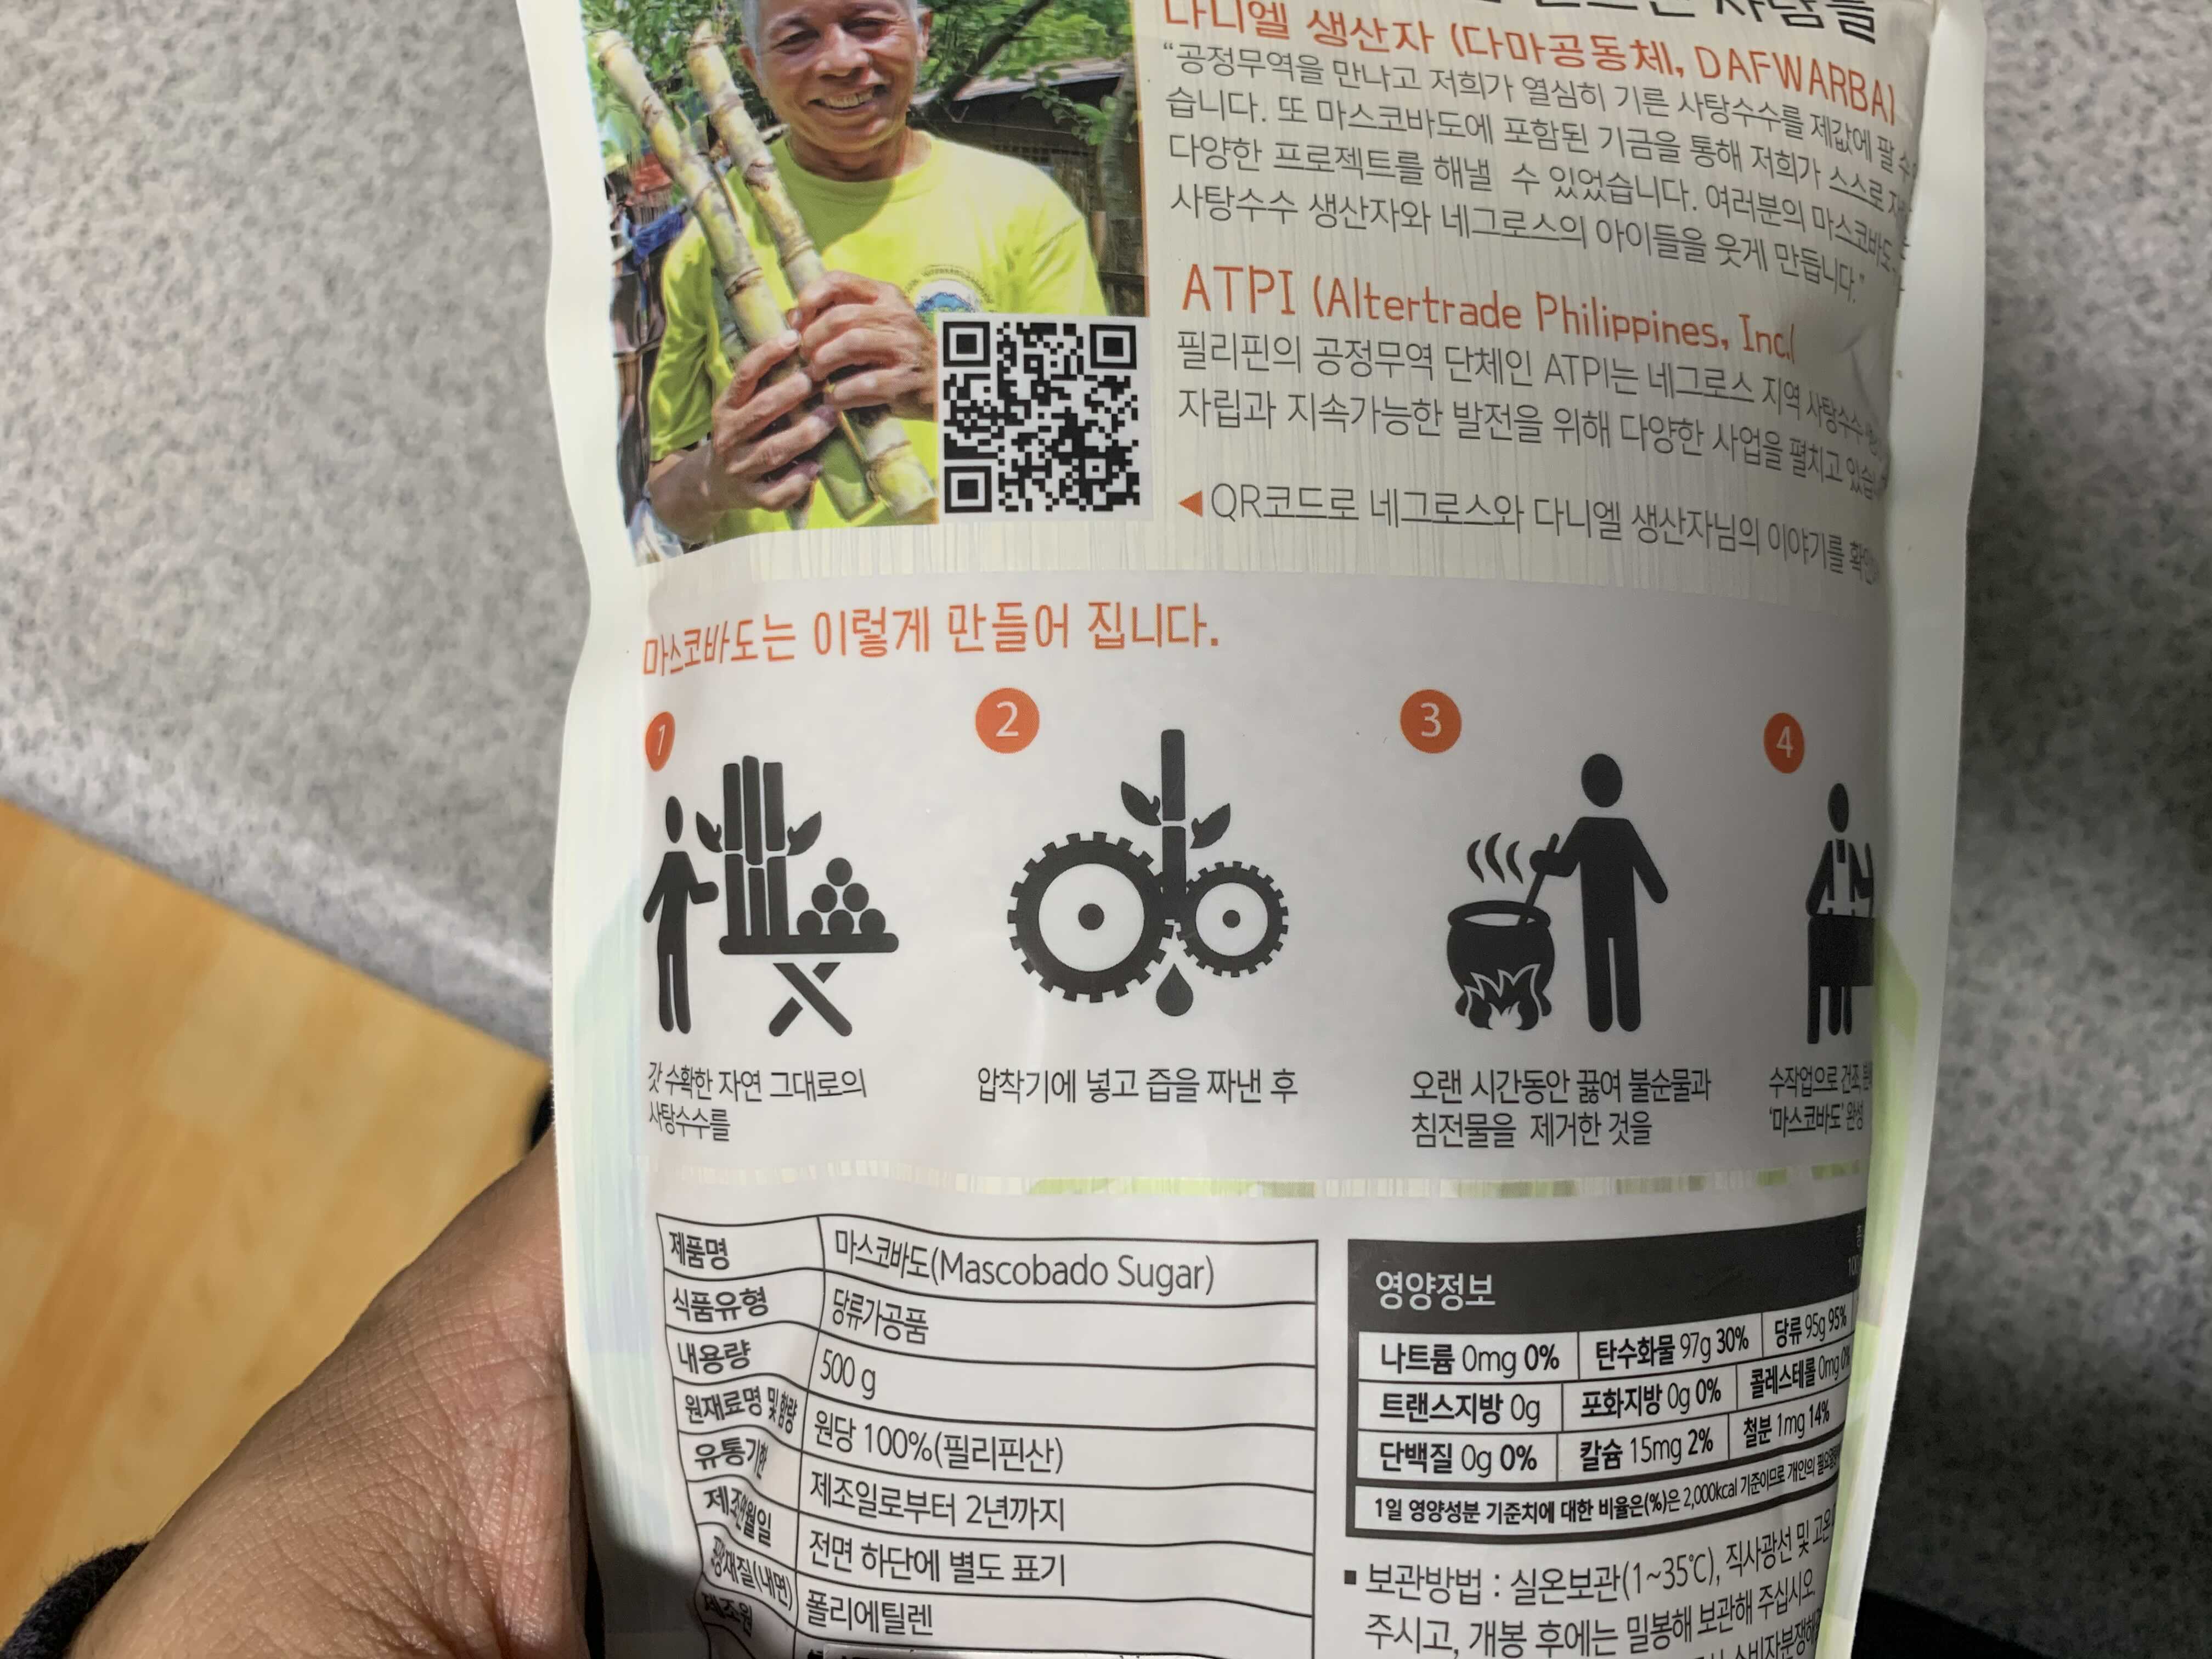 다니엘 생산자 (다마공동체, DAFWARBA)
“공정무역을 만나고 저희가 열심히 기른 사탕수수를 제값에 팔 수
습니다. 또 마스코바도에 포함된 기금을 통해 저희가 스스로
다양한 프로젝트를 해낼 수 있었습니다. 여러분의 마스코바도
사탕수수 생산자와 네그로스의 아이들을 웃게 만듭니다.”
ATPI (Altertrade Philippines, Inc.(
필리핀의 공정무역 단체인 ATPI는 네그로스 지역 사탕수수
자립과 지속가능한 발전을 위해 다양한 사업을 펼치고
◀QR코드로 네그로스와 다니엘 생산자님의 이야기를
마스코바도는 이렇게 만들어 집니다.
1
갓 수확한 자연 그대로의
사탕수수를
2
압착기에 넣고 즙을 짜낸 후
3
오랜 시간동안 끓여 불순물과
침전물을 제거한 것을
4
수작업으로 건조
‘마스코바도’ 완성
제품명 마스코바도(Mascobado Sugar)
식품유형 당류가공품
내용량 500 g
원재료명 및 함량 원당 100%(필리핀산)
유통기한 제조일로부터 2년까지
제조연월일 전면 하단에 별도 표기
포장재질(내면) 폴리에틸렌
제조원
영양정보
나트륨 0mg 0% 탄수화물 97g 30% 당류 95g 95%
트랜스지방 0g 포화지방 0g 0% 콜레스테롤 0mg 0%
단백질 0g 0% 칼슘 15mg 2% 철분 1mg 14%
1일 영양성분 기준치에 대한 비율은(%)은 2,000kcal 기준이므로 개인의
▪ 보관방법 : 실온보관(1~35℃), 직사광선 및 고온
주시고, 개봉 후에는 밀봉해 보관해 주십시오.